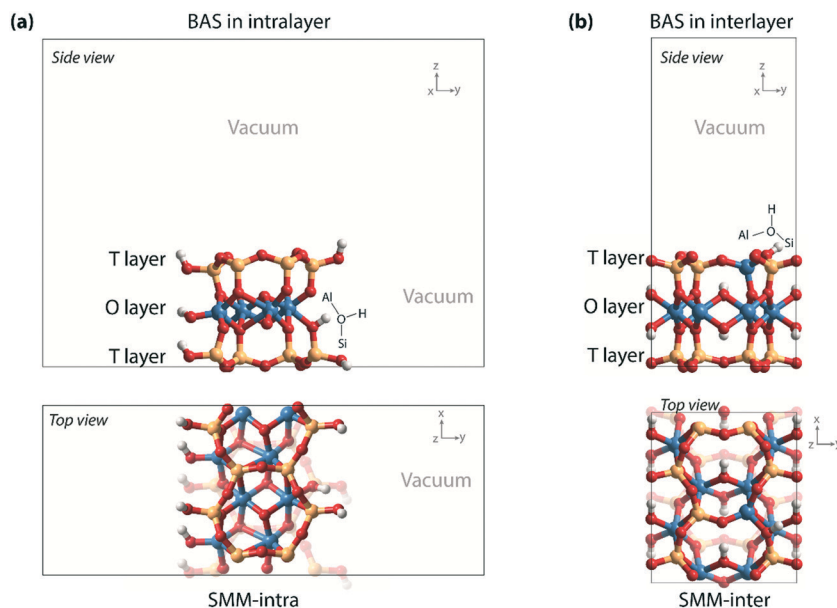 (a)
BAS in intralayer
Side view
z
x
y
Vacuum
T layer
O layer
T layer
Al
O
H
Si
Vacuum
Top view
x
z
y
Vacuum
SMM-intra
(b)
BAS in interlayer
Side view
z
x
y
Vacuum
H
Al
O
Si
T layer
O layer
T layer
Top view
x
z
y
SMM-inter